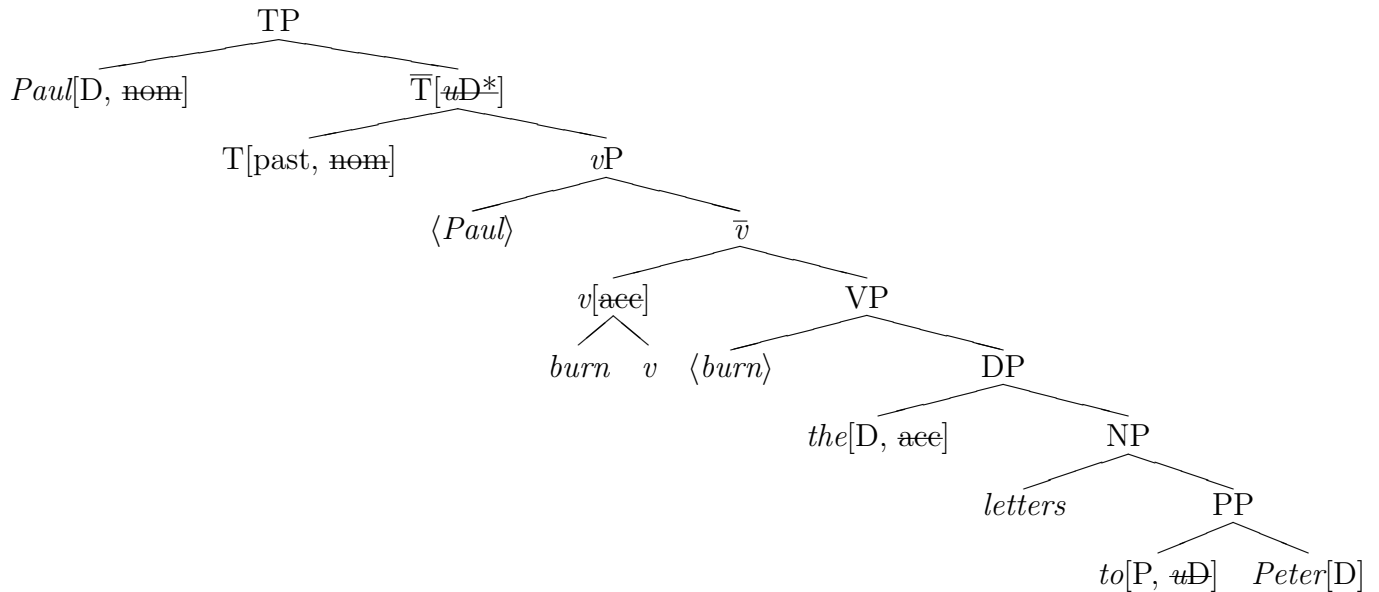 TP
Paul[D, nom] T̅[uD*]
T[past, nom] vP
⟨Paul⟩ v̅
v[acc] VP
burn v ⟨burn⟩ DP
the[D, acc] NP
letters PP
to[P, uD] Peter[D]